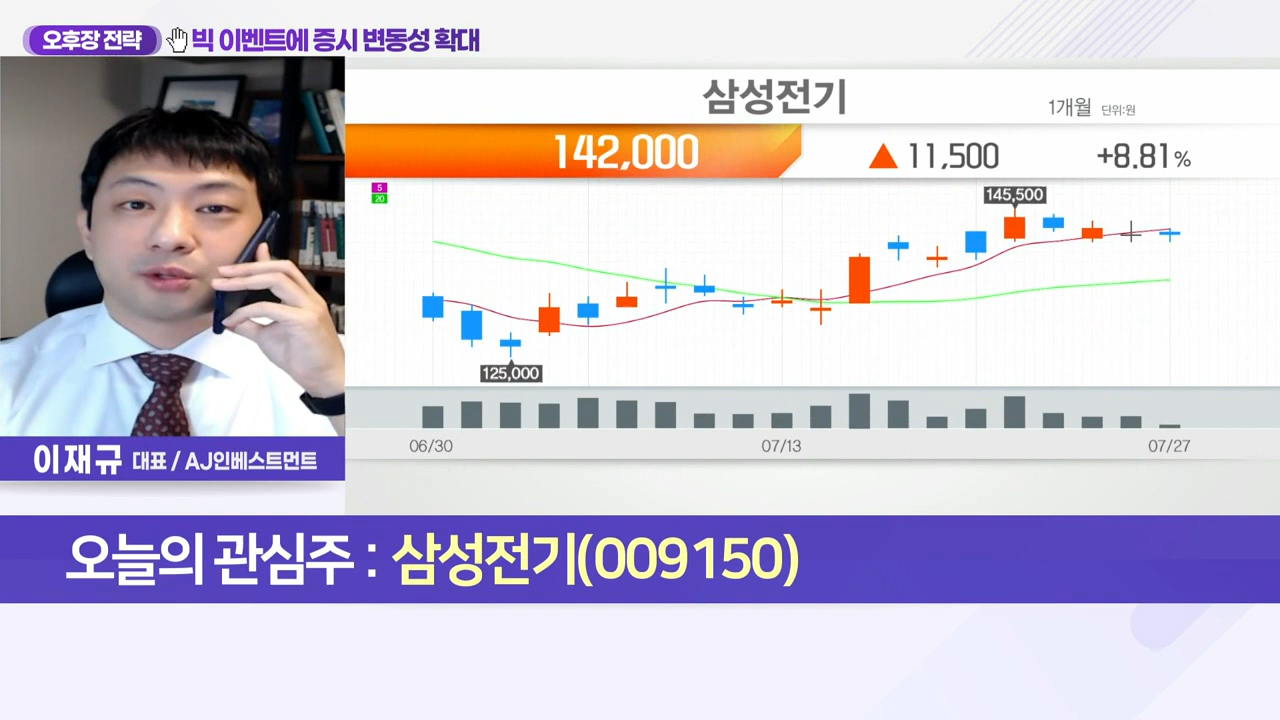 오후장 전략 빅 이벤트에 증시 변동성 확대
삼성전기
1개월 단위:원
142,000 ▲ 11,500 +8.81%
5
20
145,500
125,000
06/30 07/13 07/27
이재규 대표 / AJ인베스트먼트
오늘의 관심주 : 삼성전기(009150)